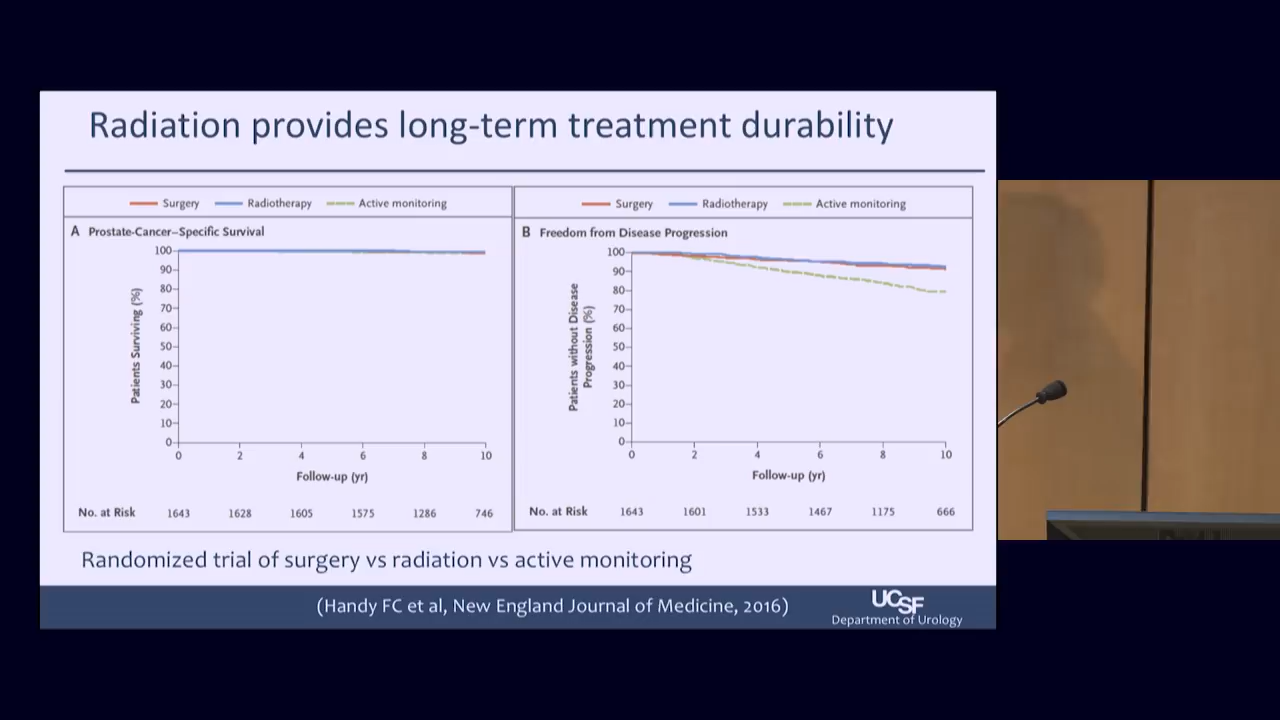 Radiation provides long-term treatment durability
Surgery Radiotherapy Active monitoring
A Prostate-Cancer–Specific Survival
Patients Surviving (%)
100
90
80
70
60
50
40
30
20
10
0
0 2 4 6 8 10
Follow-up (yr)
No. at Risk 1643 1628 1605 1575 1286 746
Surgery Radiotherapy Active monitoring
B Freedom from Disease Progression
Patients without Disease
Progression (%)
100
90
80
70
60
50
40
30
20
10
0
0 2 4 6 8 10
Follow-up (yr)
No. at Risk 1643 1601 1533 1467 1175 666
Randomized trial of surgery vs radiation vs active monitoring
(Handy FC et al, New England Journal of Medicine, 2016)
UCSF
Department of Urology